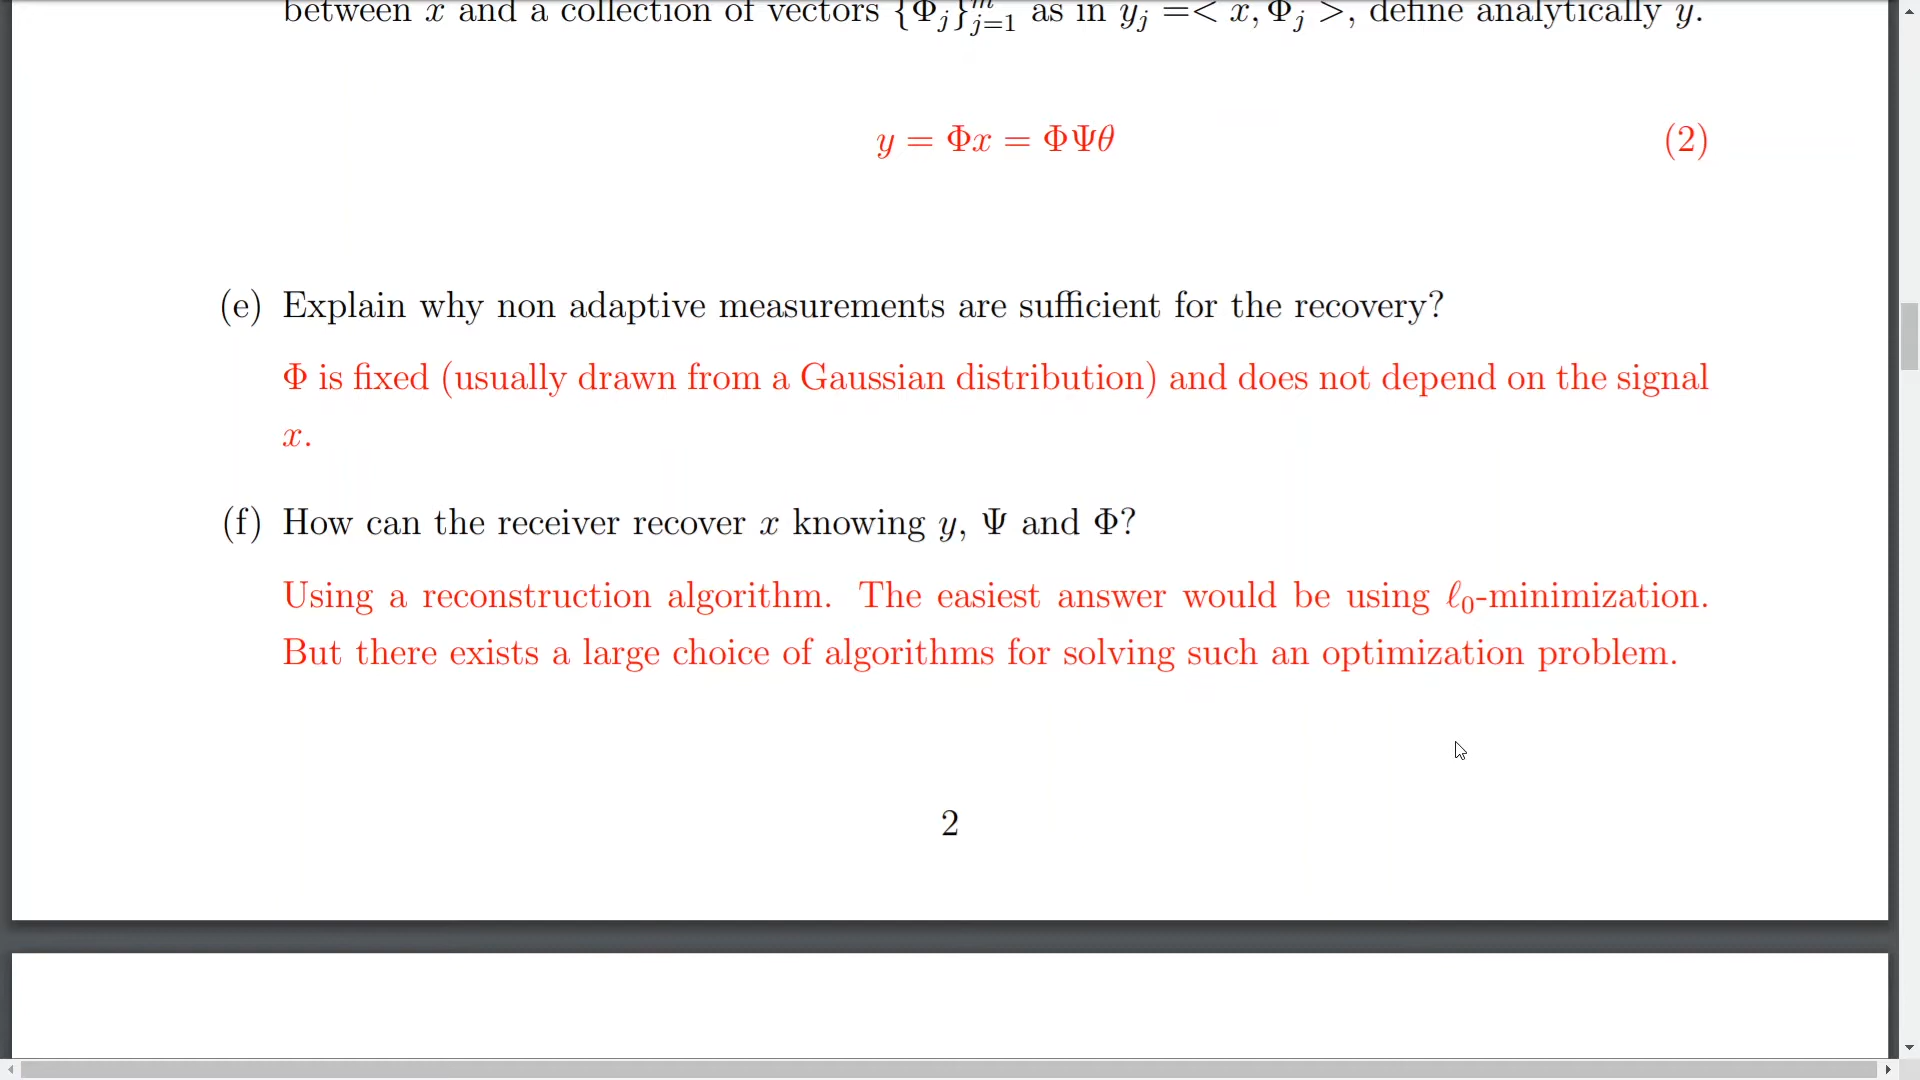 between x and a collection of vectors {Φ_j}_{j=1}^m as in y_j =< x, Φ_j >, define analytically y.
y = Φx = ΦΨθ (2)
(e) Explain why non adaptive measurements are sufficient for the recovery?
Φ is fixed (usually drawn from a Gaussian distribution) and does not depend on the signal
x.
(f) How can the receiver recover x knowing y, Ψ and Φ?
Using a reconstruction algorithm. The easiest answer would be using ℓ₀-minimization.
But there exists a large choice of algorithms for solving such an optimization problem.
2